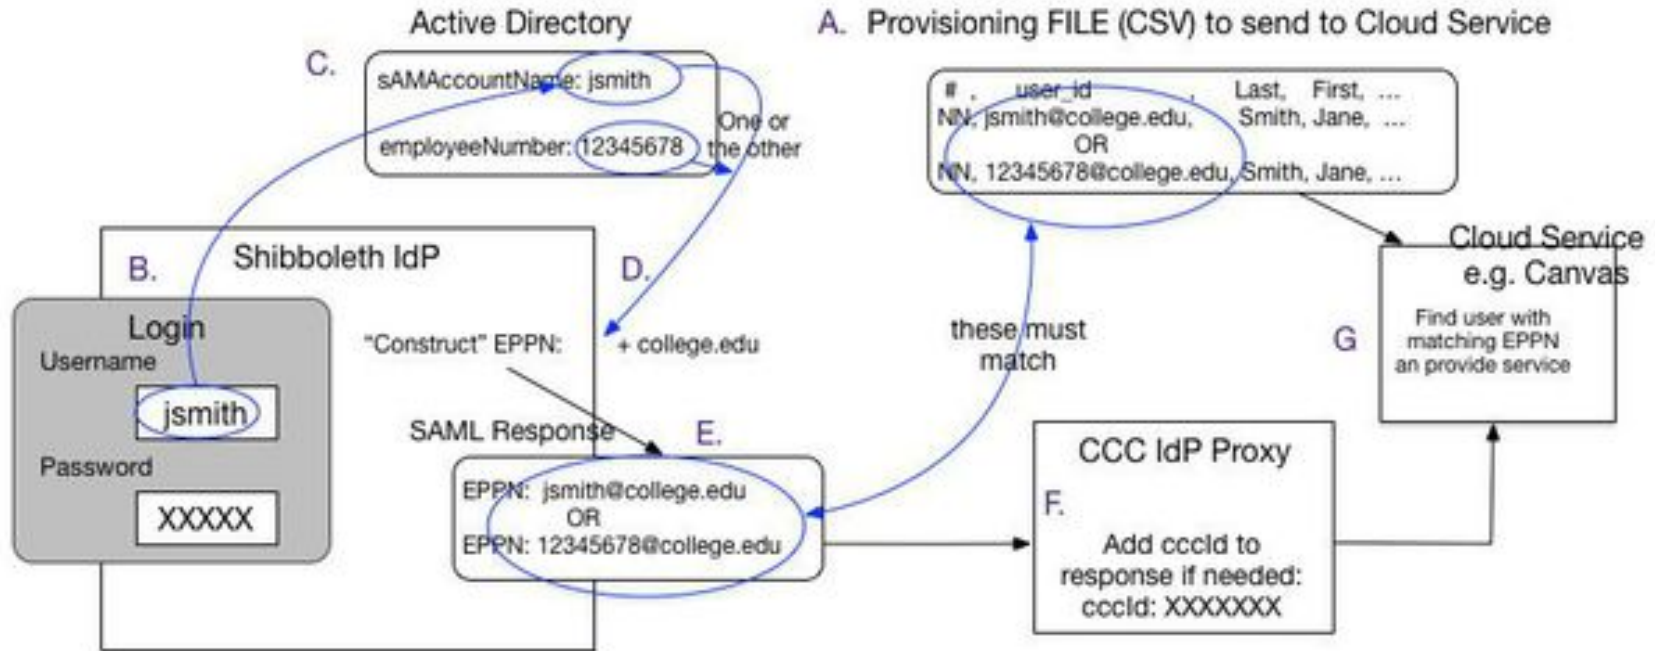 Active Directory
C.
sAMAccountName: jsmith
employeeNumber: 12345678
One or
the other
A. Provisioning FILE (CSV) to send to Cloud Service
# , user_id , Last, First, ...
NN, jsmith@college.edu, Smith, Jane, ...
OR
NN, 12345678@college.edu, Smith, Jane, ...
B.
Shibboleth IdP
Login
Username
jsmith
Password
XXXXX
D.
"Construct" EPPN: + college.edu
SAML Response
E.
EPPN: jsmith@college.edu
OR
EPPN: 12345678@college.edu
these must
match
CCC IdP Proxy
F.
Add cccId to
response if needed:
cccId: XXXXXXX
Cloud Service
e.g. Canvas
G
Find user with
matching EPPN
an provide service